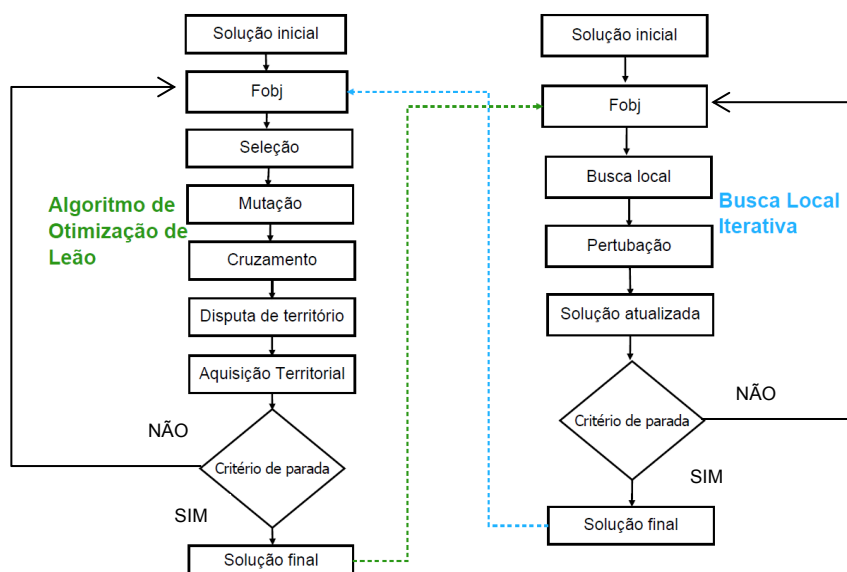 Solução inicial
Fobj
Seleção
Mutação
Cruzamento
Disputa de território
Aquisição Territorial
Critério de parada
NÃO
SIM
Solução final
Algoritmo de
Otimização de
Leão
Solução inicial
Fobj
Busca local
Pertubação
Solução atualizada
Critério de parada
NÃO
SIM
Solução final
Busca Local
Iterativa